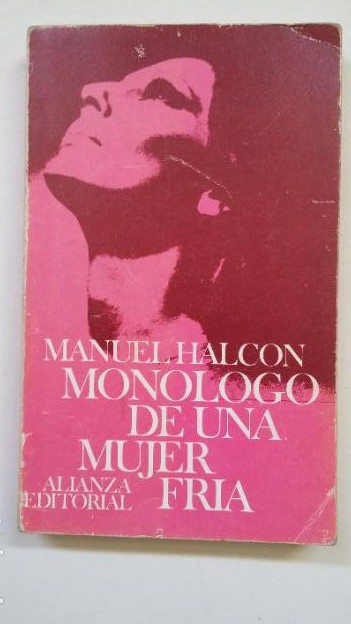 MANUEL HALCON
MONOLOGO
DE UNA
MUJER
FRIA
ALIANZA
EDITORIAL